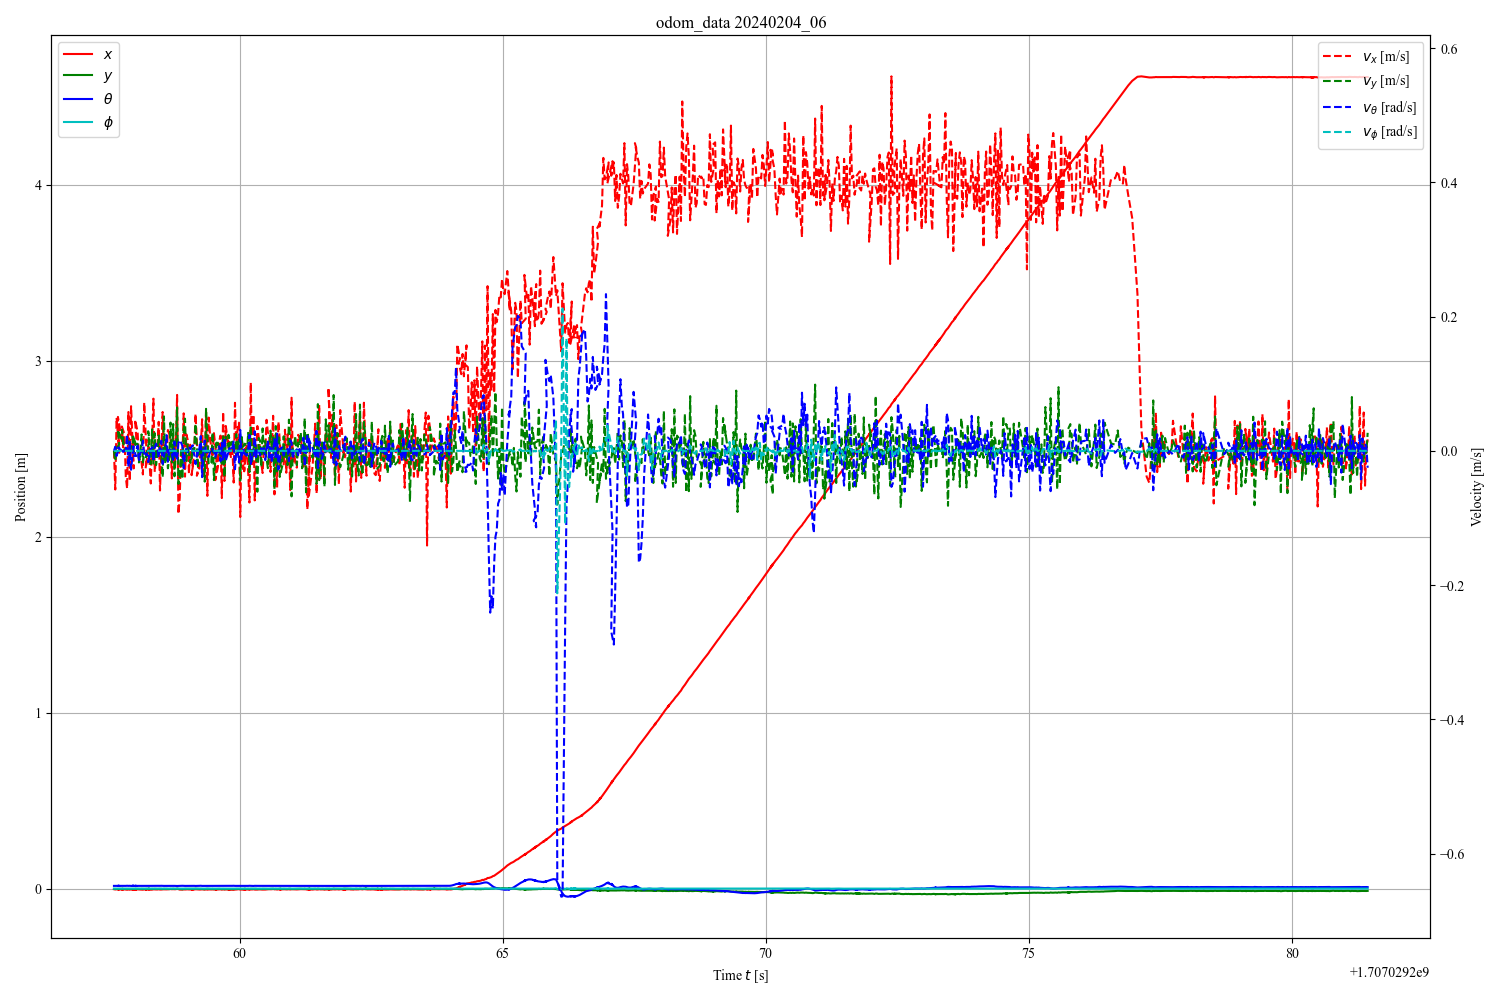 odom_data 20240204_06
x
y
θ
ϕ
v_x [m/s]
v_y [m/s]
v_θ [rad/s]
v_ϕ [rad/s]
Position [m]
4
3
2
1
0
0.6
0.4
0.2
0.0
−0.2
−0.4
−0.6
Velocity [m/s]
60
65
70
75
80
Time t [s]
+1.7070292e9